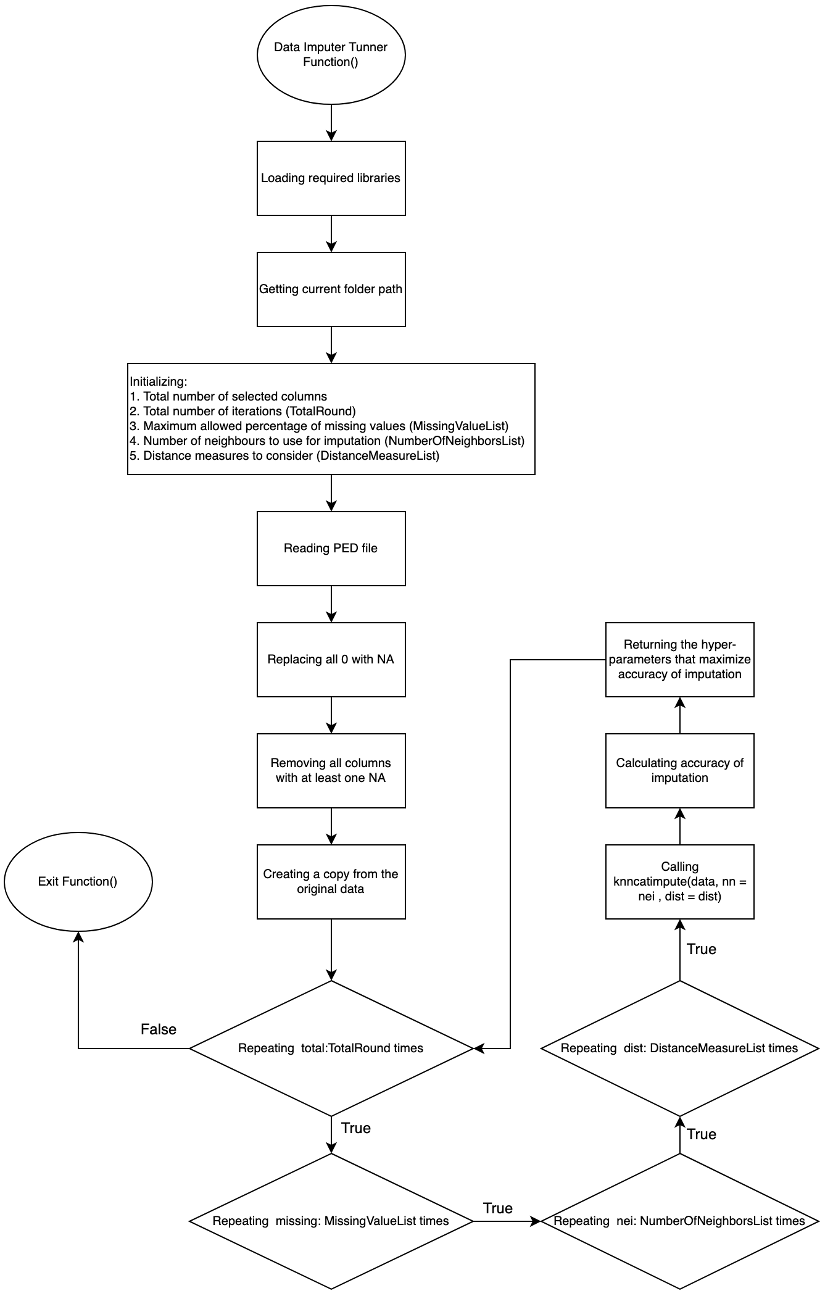 Data Imputer Tunner
Function()
Loading required libraries
Getting current folder path
Initializing:
1. Total number of selected columns
2. Total number of iterations (TotalRound)
3. Maximum allowed percentage of missing values (MissingValueList)
4. Number of neighbours to use for imputation (NumberOfNeighborsList)
5. Distance measures to consider (DistanceMeasureList)
Reading PED file
Replacing all 0 with NA
Removing all columns
with at least one NA
Creating a copy from the
original data
Exit Function()
False
Repeating total:TotalRound times
True
Repeating missing: MissingValueList times
True
Repeating nei: NumberOfNeighborsList times
True
Repeating dist: DistanceMeasureList times
True
Calling
knncatimpute(data, nn =
nei , dist = dist)
Calculating accuracy of
imputation
Returning the hyper-
parameters that maximize
accuracy of imputation